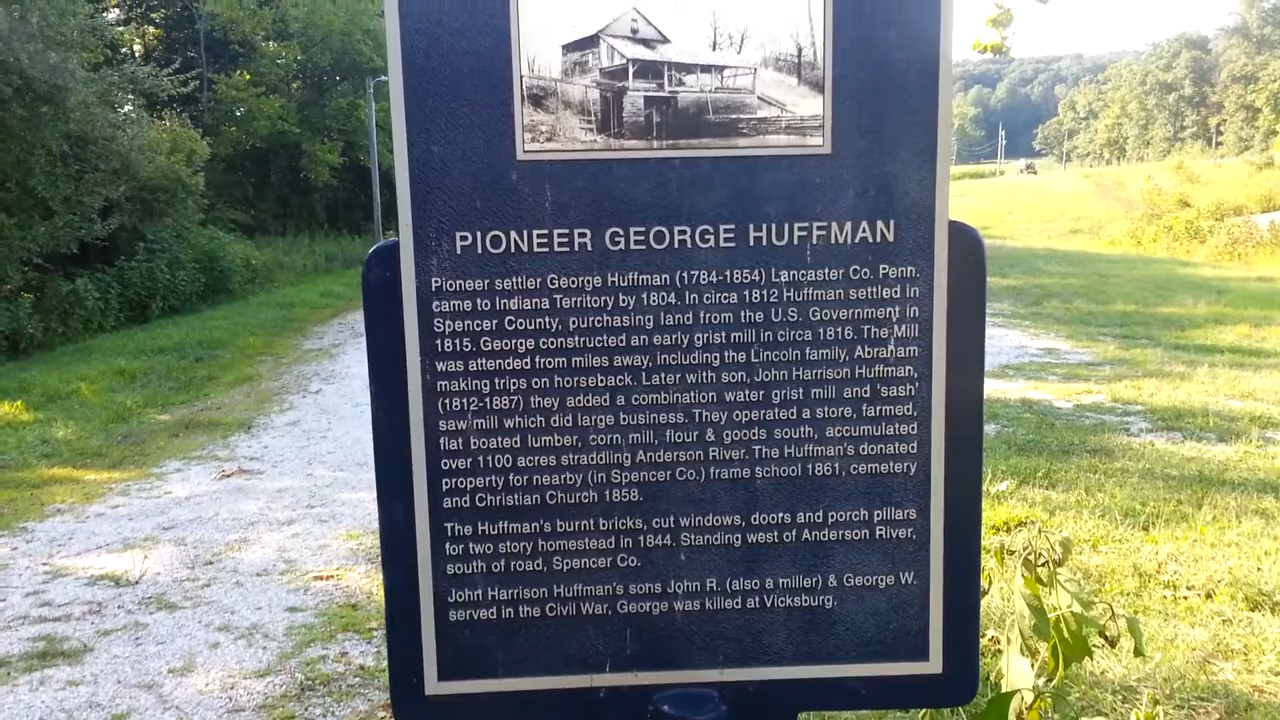 PIONEER GEORGE HUFFMAN
Pioneer settler George Huffman (1784-1854) Lancaster Co. Penn.
came to Indiana Territory by 1804. In circa 1812 Huffman settled in
Spencer County, purchasing land from the U.S. Government in
1815. George constructed an early grist mill in circa 1816. The Mill
was attended from miles away, including the Lincoln family, Abraham
making trips on horseback. Later with son, John Harrison Huffman,
(1812-1887) they added a combination water grist mill and 'sash'
saw mill which did large business. They operated a store, farmed,
flat boated lumber, corn mill, flour & goods south, accumulated
over 1100 acres straddling Anderson River. The Huffman's donated
property for nearby (in Spencer Co.) frame school 1861, cemetery
and Christian Church 1858.
The Huffman's burnt bricks, cut windows, doors and porch pillars
for two story homestead in 1844. Standing west of Anderson River,
south of road, Spencer Co.
John Harrison Huffman's sons John R. (also a miller) & George W.
served in the Civil War, George was killed at Vicksburg.